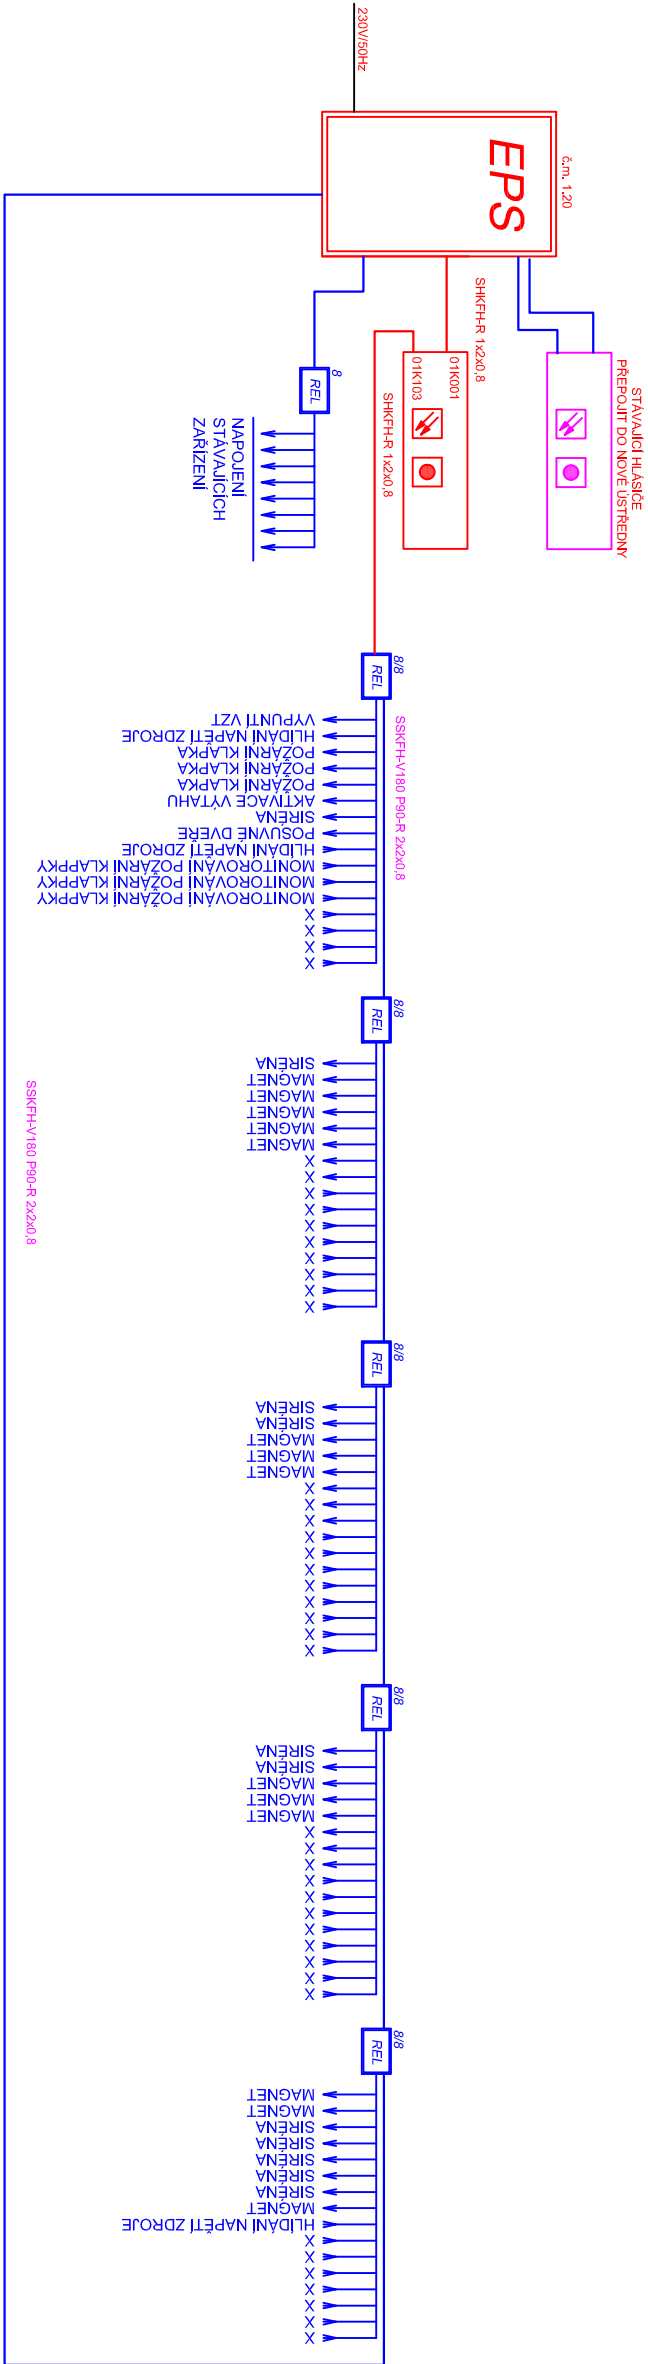 230V/50Hz
č.m. 1.20
EPS
STÁVAJÍCÍ HLÁSIČE
PŘEPOJIT DO NOVÉ ÚSTŘEDNY
SHKFH-R 1x2x0,8
01K001
01K103
SHKFH-R 1x2x0,8
8
REL
NAPOJENÍ
STÁVAJÍCÍCH
ZAŘÍZENÍ
8/8
REL
SSKFH-V180 P90-R 2x2x0,8
VYPUNTÍ VZT
HLÍDÁNÍ NAPĚTÍ ZDROJE
POŽÁRNÍ KLAPKA
POŽÁRNÍ KLAPKA
POŽÁRNÍ KLAPKA
AKTIVACE VÝTAHU
SIRÉNA
POSUVNÉ DVEŘE
HLÍDÁNÍ NAPĚTÍ ZDROJE
MONITOROVÁNÍ POŽÁRNÍ KLAPPKY
MONITOROVÁNÍ POŽÁRNÍ KLAPPKY
MONITOROVÁNÍ POŽÁRNÍ KLAPPKY
X
X
X
X
8/8
REL
SIRÉNA
MAGNET
MAGNET
MAGNET
MAGNET
MAGNET
X
X
X
X
X
X
X
X
X
X
SSKFH-V180 P90-R 2x2x0,8
8/8
REL
SIRÉNA
SIRÉNA
MAGNET
MAGNET
MAGNET
X
X
X
X
X
X
X
X
X
X
X
8/8
REL
SIRÉNA
SIRÉNA
MAGNET
MAGNET
MAGNET
X
X
X
X
X
X
X
X
X
X
X
8/8
REL
MAGNET
MAGNET
SIRÉNA
SIRÉNA
SIRÉNA
SIRÉNA
SIRÉNA
MAGNET
HLÍDÁNÍ NAPĚTÍ ZDROJE
X
X
X
X
X
X
X